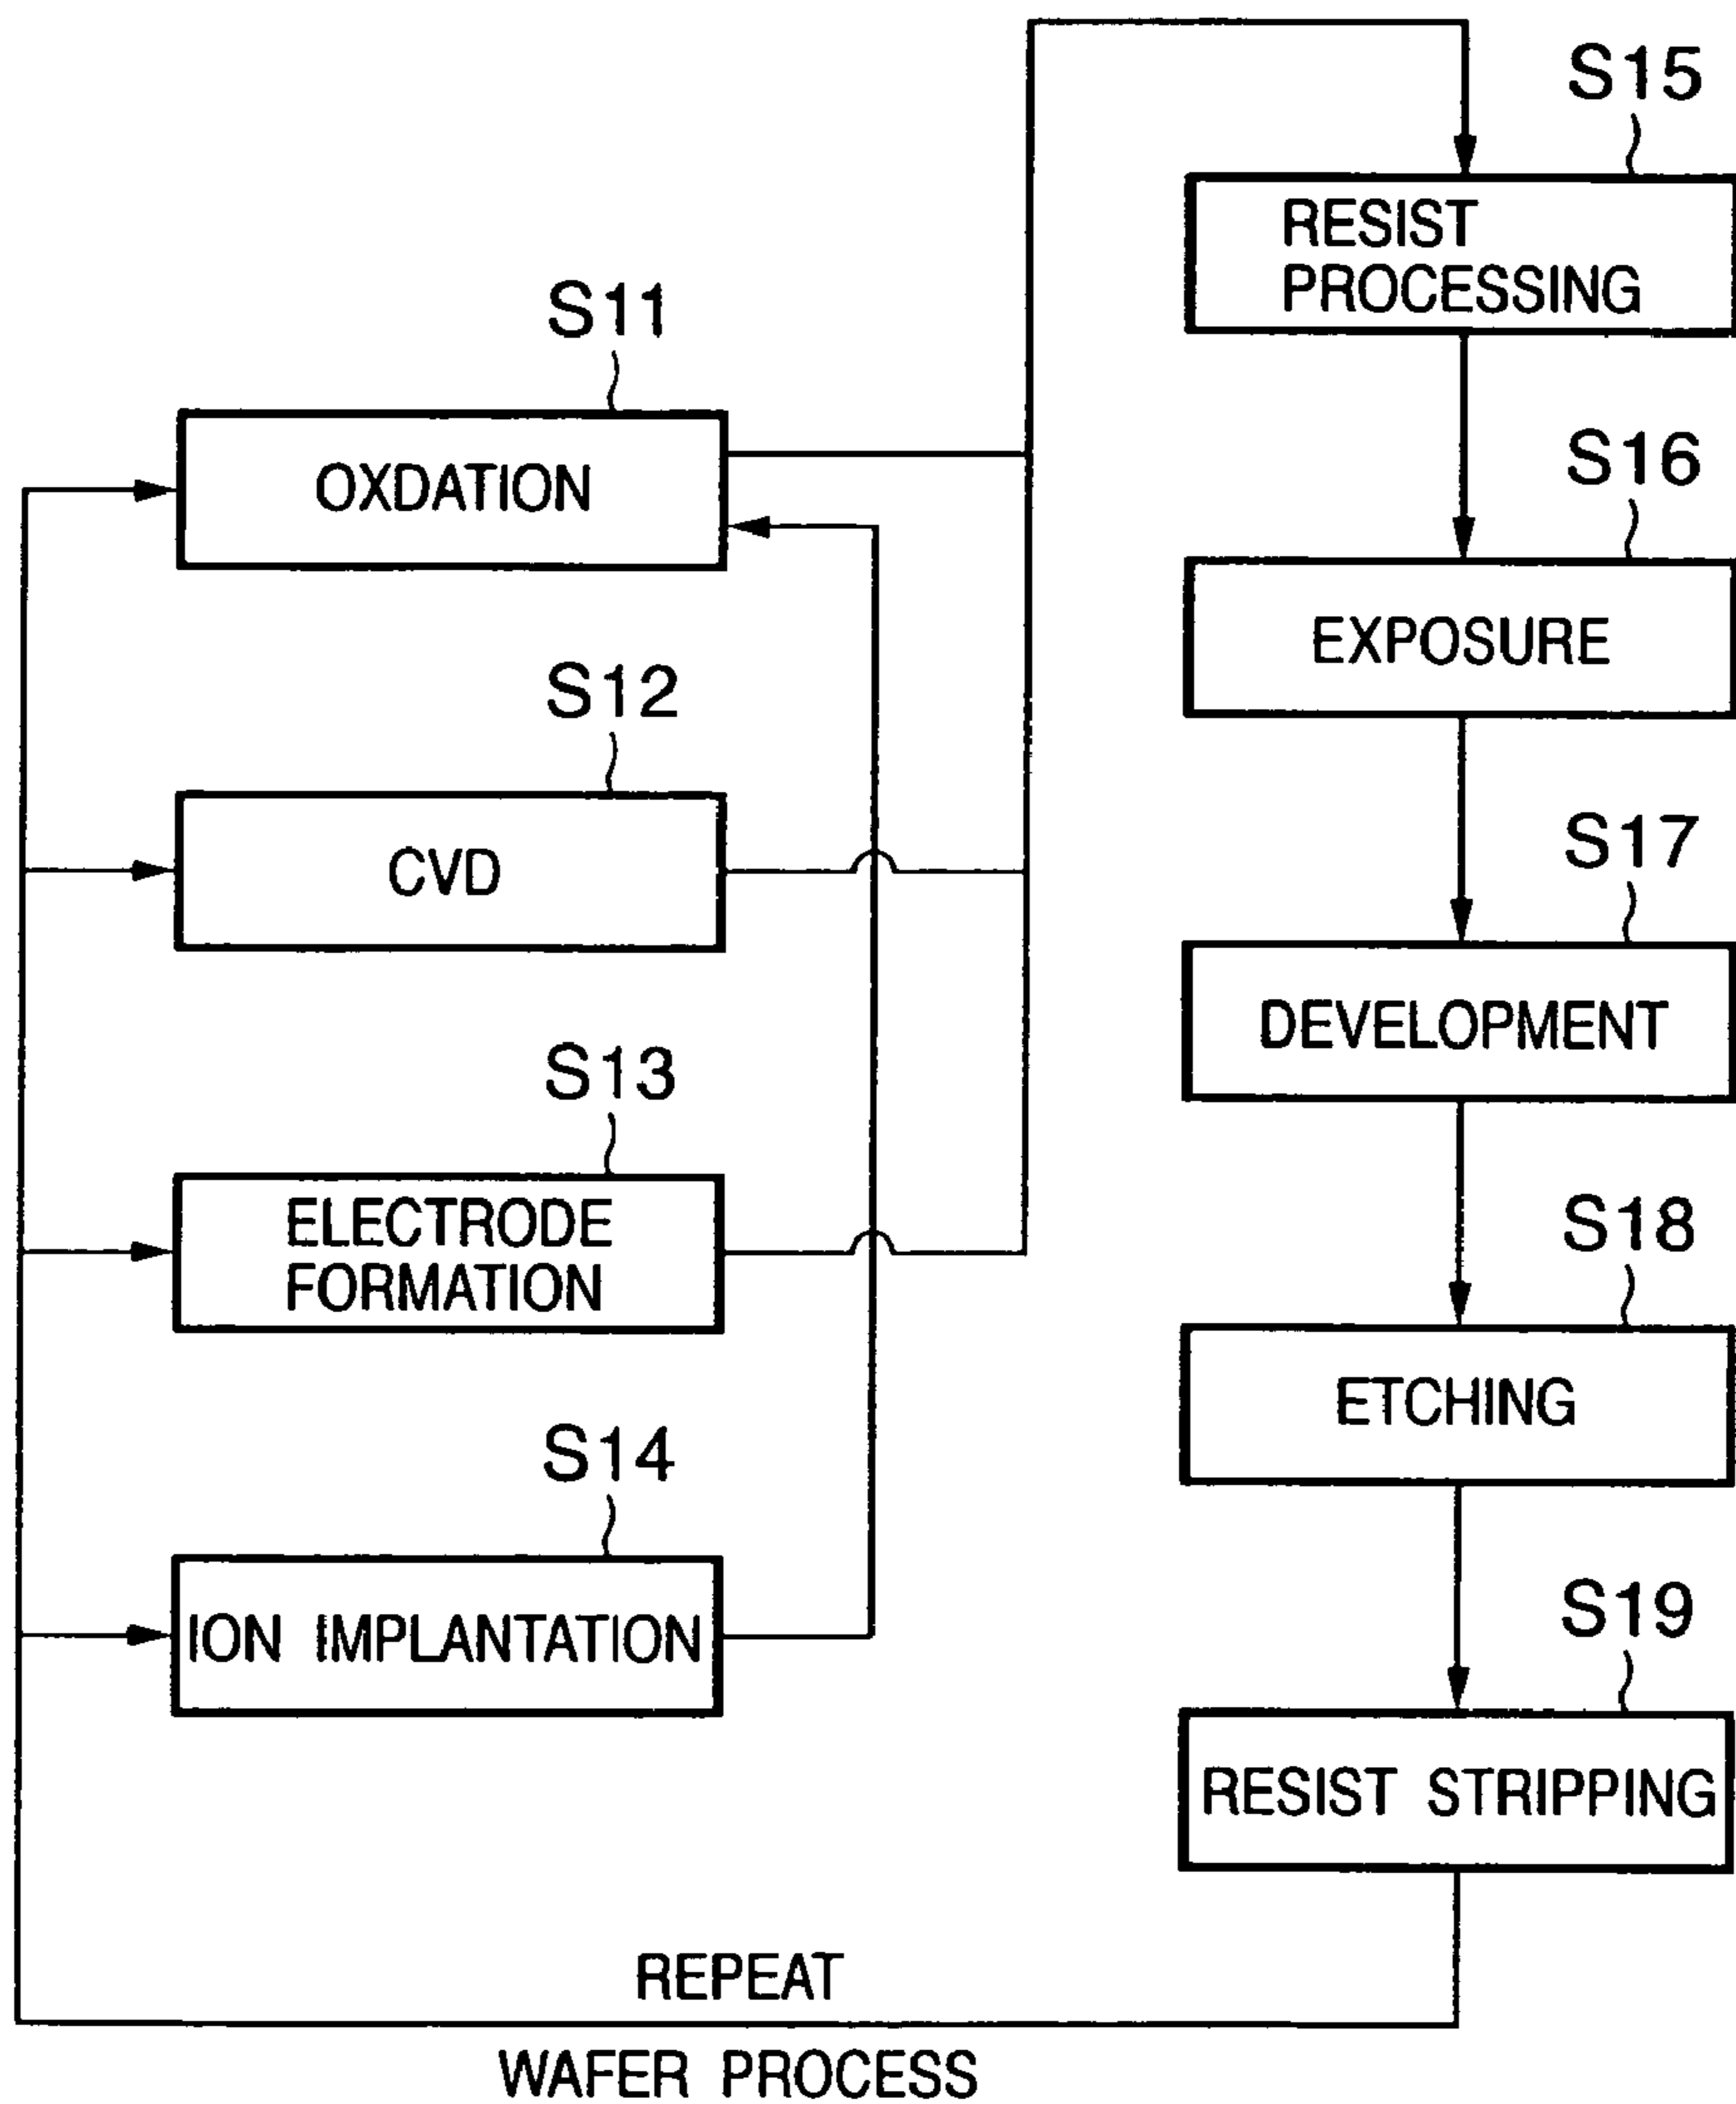 S11
OXDATION
S12
CVD
S13
ELECTRODE
FORMATION
S14
ION IMPLANTATION
S15
RESIST
PROCESSING
S16
EXPOSURE
S17
DEVELOPMENT
S18
ETCHING
S19
RESIST STRIPPING
REPEAT
WAFER PROCESS